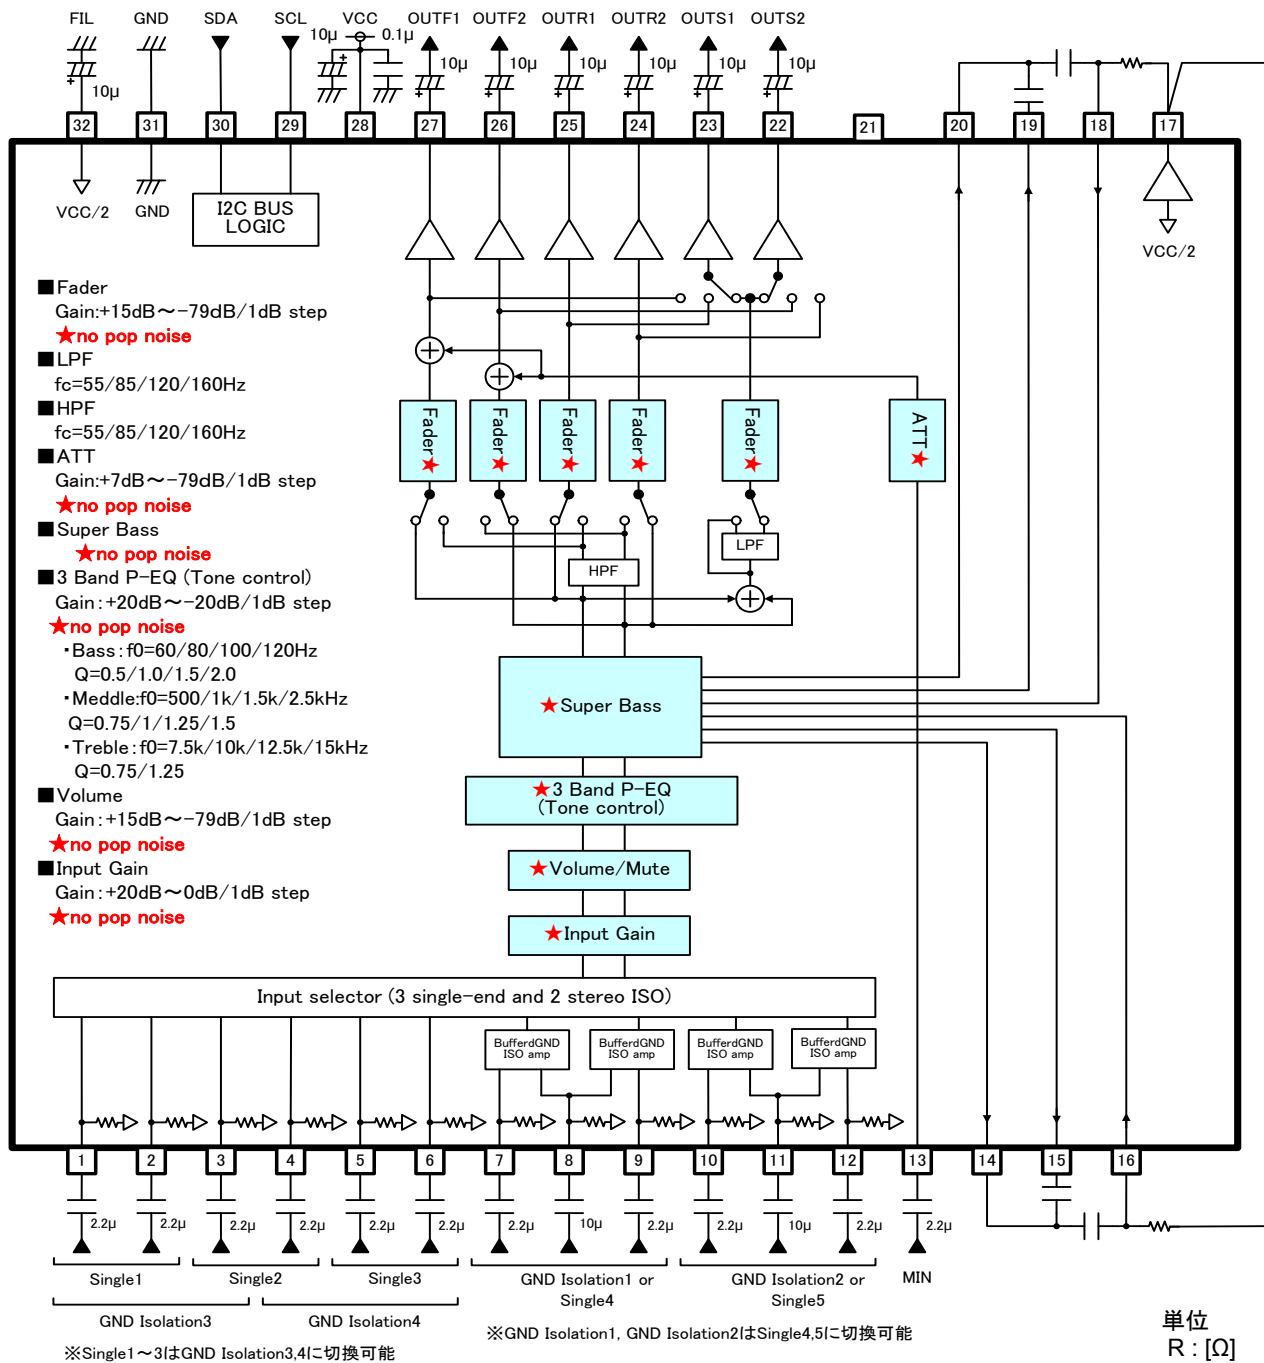 FIL GND SDA SCL VCC OUTF1 OUTF2 OUTR1 OUTR2 OUTS1 OUTS2
10μ 0.1μ
10μ 10μ 10μ 10μ 10μ 10μ 10μ
32 31 30 29 28 27 26 25 24 23 22 21 20 19 18 17
VCC/2 GND
I2C BUS
LOGIC
VCC/2
■Fader
Gain:+15dB～-79dB/1dB step
★no pop noise
■LPF
fc=55/85/120/160Hz
■HPF
fc=55/85/120/160Hz
■ATT
Gain:+7dB～-79dB/1dB step
★no pop noise
■Super Bass
★no pop noise
■3 Band P-EQ (Tone control)
Gain:+20dB～-20dB/1dB step
★no pop noise
・Bass:f0=60/80/100/120Hz
Q=0.5/1.0/1.5/2.0
・Meddle:f0=500/1k/1.5k/2.5kHz
Q=0.75/1/1.25/1.5
・Treble:f0=7.5k/10k/12.5k/15kHz
Q=0.75/1.25
■Volume
Gain:+15dB～-79dB/1dB step
★no pop noise
■Input Gain
Gain:+20dB～0dB/1dB step
★no pop noise
Fader★ Fader★ Fader★ Fader★ Fader★ ATT★
HPF
LPF
★Super Bass
★3 Band P-EQ
(Tone control)
★Volume/Mute
★Input Gain
Input selector (3 single-end and 2 stereo ISO)
BufferdGND
ISO amp
BufferdGND
ISO amp
BufferdGND
ISO amp
BufferdGND
ISO amp
1 2 3 4 5 6 7 8 9 10 11 12 13 14 15 16
2.2μ 2.2μ 2.2μ 2.2μ 2.2μ 2.2μ 2.2μ 10μ 2.2μ 2.2μ 10μ 2.2μ 2.2μ
Single1 Single2 Single3
GND Isolation1 or
Single4
GND Isolation2 or
Single5
MIN
GND Isolation3 GND Isolation4
※GND Isolation1, GND Isolation2はSingle4,5に切換可能
※Single1～3はGND Isolation3,4に切換可能
単位
R : [Ω]